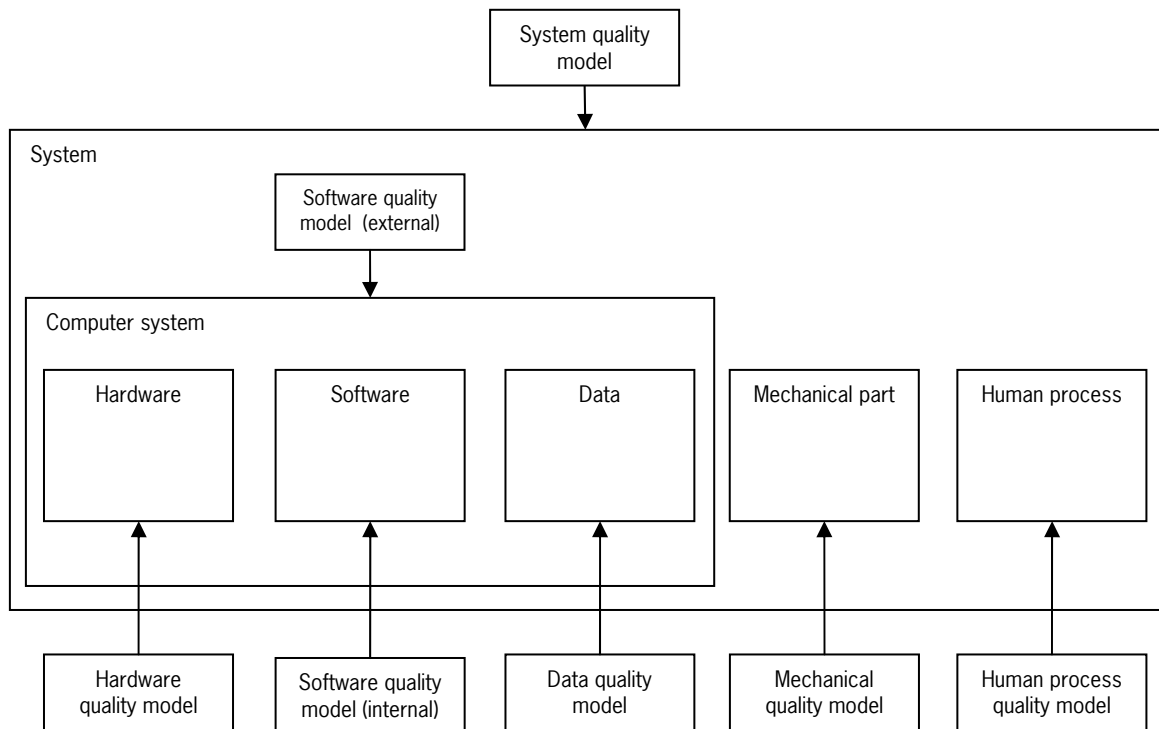 System quality
model
System
Software quality
model (external)
Computer system
Hardware
Software
Data
Mechanical part
Human process
Hardware
quality model
Software quality
model (internal)
Data quality
model
Mechanical
quality model
Human process
quality model